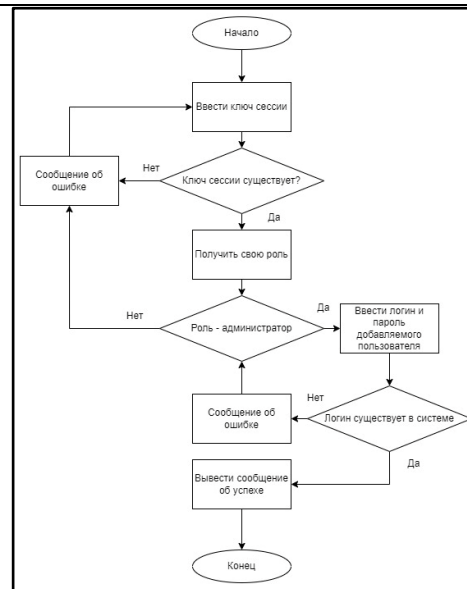 Начало
Ввести ключ сессии
Сообщение об
ошибке
Нет
Ключ сессии существует?
Да
Получить свою роль
Нет
Роль - администратор
Да
Ввести логин и
пароль
добавляемого
пользователя
Сообщение об
ошибке
Нет
Логин существует в системе
Да
Вывести сообщение
об успехе
Конец